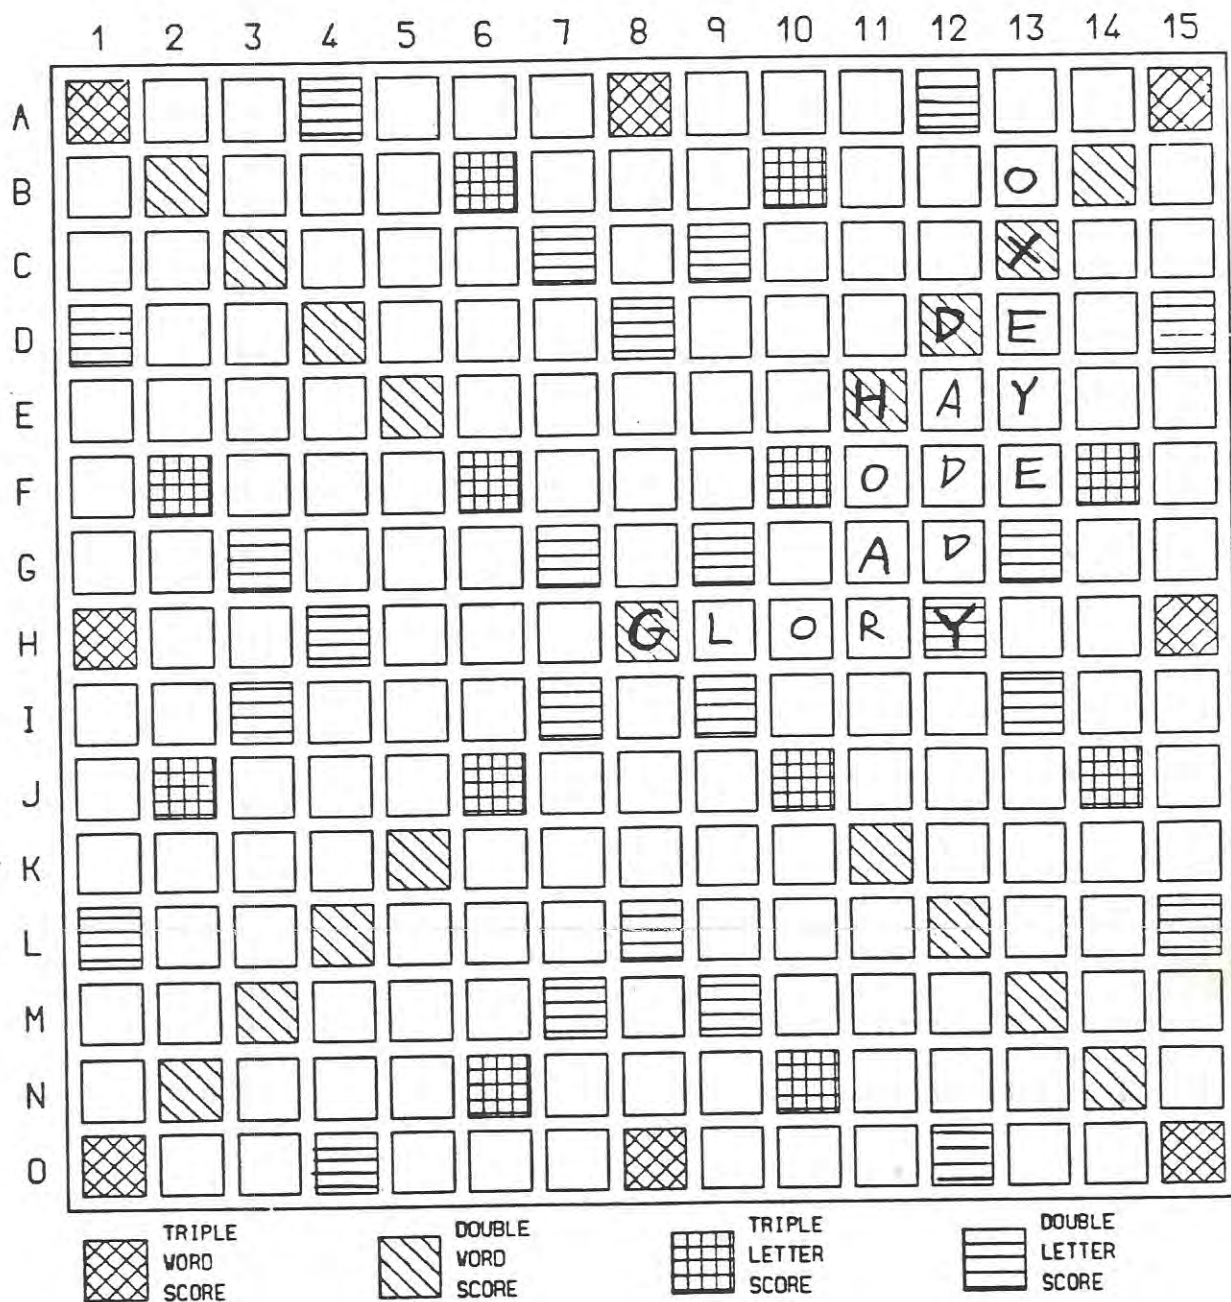 1 2 3 4 5 6 7 8 9 10 11 12 13 14 15
A
B O
C X
D D E
E H A Y
F O D E
G A D
H G L O R Y
I
J
K
L
M
N
O
TRIPLE WORD SCORE
DOUBLE WORD SCORE
TRIPLE LETTER SCORE
DOUBLE LETTER SCORE